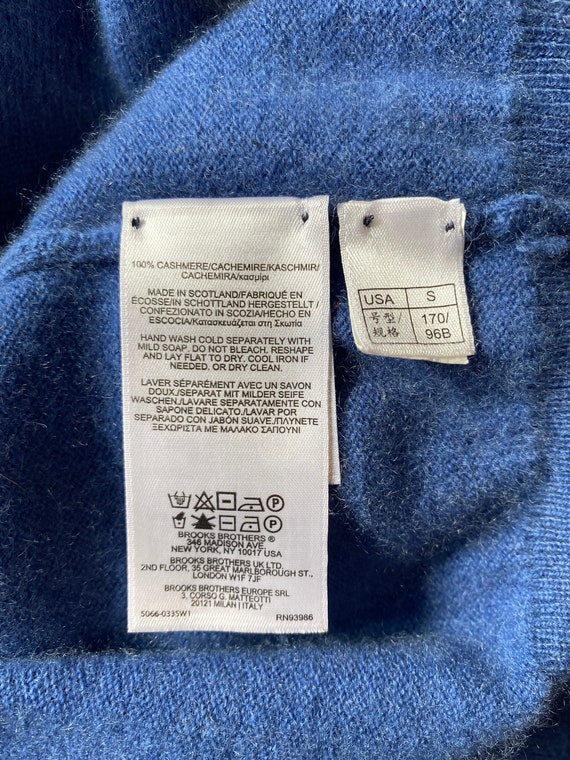 100% CASHMERE/CACHEMIRE/KASCHMIR/
CACHEMIRA/κασμίρι
MADE IN SCOTLAND/FABRIQUÉ EN
ÉCOSSE/IN SCHOTTLAND HERGESTELLT /
CONFEZIONATO IN SCOZIA/HECHO EN
ESCOCIA/Κατασκευάζεται στη Σκωτία
HAND WASH COLD SEPARATELY WITH
MILD SOAP. DO NOT BLEACH. RESHAPE
AND LAY FLAT TO DRY. COOL IRON IF
NEEDED, OR DRY CLEAN.
LAVER SÉPARÉMENT AVEC UN SAVON
DOUX./SEPARAT MIT MILDER SEIFE
WASCHEN./LAVARE SEPARATAMENTE CON
SAPONE DELICATO./LAVAR POR
SEPARADO CON JABÓN SUAVE./ΠΛΥΝΕΤΕ
ΞΕΧΩΡΙΣΤΑ ΜΕ ΜΑΛΑΚΟ ΣΑΠΟΥΝΙ
P
P
BROOKS BROTHERS ®
346 MADISON AVE.
NEW YORK, NY 10017 USA
BROOKS BROTHERS UK LTD.
2ND FLOOR, 35 GREAT MARLBOROUGH ST.,
LONDON W1F 7JF
BROOKS BROTHERS EUROPE SRL
3, CORSO G. MATTEOTTI
20121 MILAN | ITALY
5066-0335W1 RN93986
USA S
号型/ 170/
规格 96B